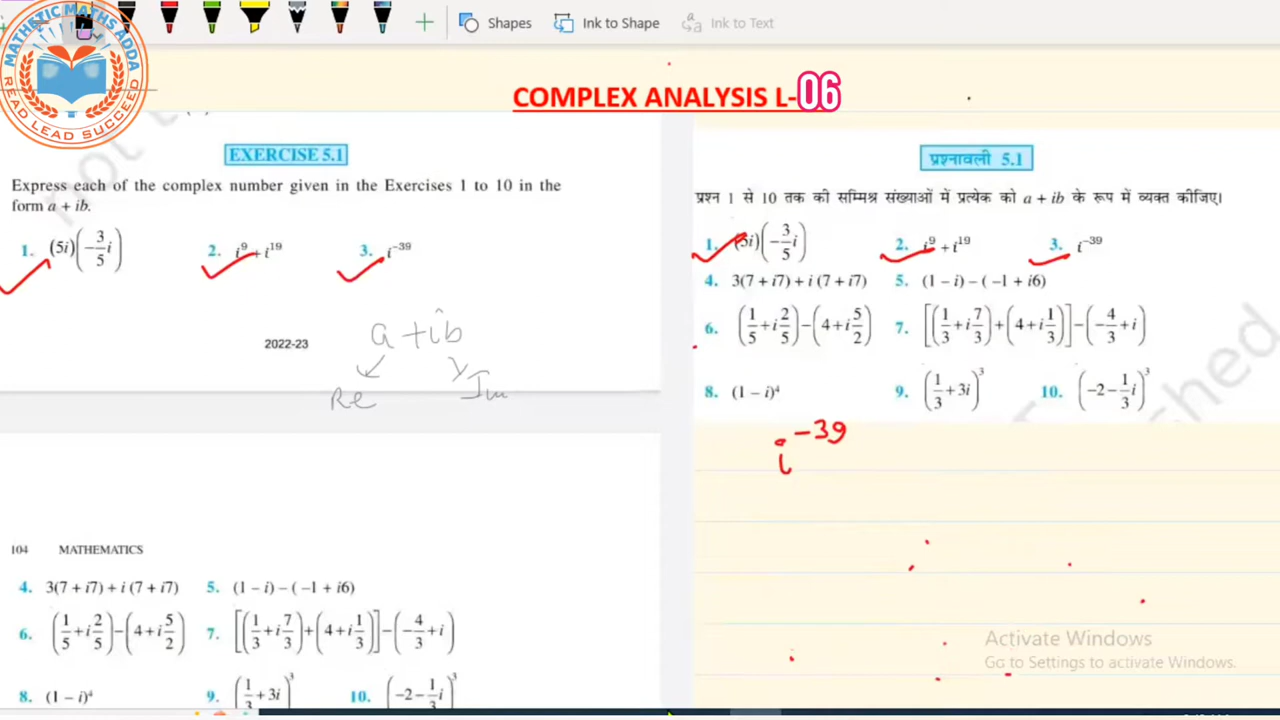 MATHETIC MATHS ADDA
READ LEAD SUCCEED
Shapes
Ink to Shape
Ink to Text
COMPLEX ANALYSIS L-06
EXERCISE 5.1
Express each of the complex number given in the Exercises 1 to 10 in the
form a + ib.
1. (5i)(−3/5 i) 2. i⁹ + i¹⁹ 3. i⁻³⁹
a + ib
Re Im
2022-23
104 MATHEMATICS
4. 3(7 + i7) + i (7 + i7) 5. (1 − i) − ( −1 + i6)
6. (1/5 + i 2/5) − (4 + i 5/2) 7. [(1/3 + i 7/3) + (4 + i 1/3)] − (−4/3 + i)
8. (1 − i)⁴ 9. (1/3 + 3i)³ 10. (−2 − 1/3 i)³
प्रश्नावली 5.1
प्रश्न 1 से 10 तक की सम्मिश्र संख्याओं में प्रत्येक को a + ib के रूप में व्यक्त कीजिए।
1. (5i)(−3/5 i) 2. i⁹ + i¹⁹ 3. i⁻³⁹
4. 3(7 + i7) + i (7 + i7) 5. (1 − i) − ( −1 + i6)
6. (1/5 + i 2/5) − (4 + i 5/2) 7. [(1/3 + i 7/3) + (4 + i 1/3)] − (−4/3 + i)
8. (1 − i)⁴ 9. (1/3 + 3i)³ 10. (−2 − 1/3 i)³
i⁻³⁹
Activate Windows
Go to Settings to activate Windows.